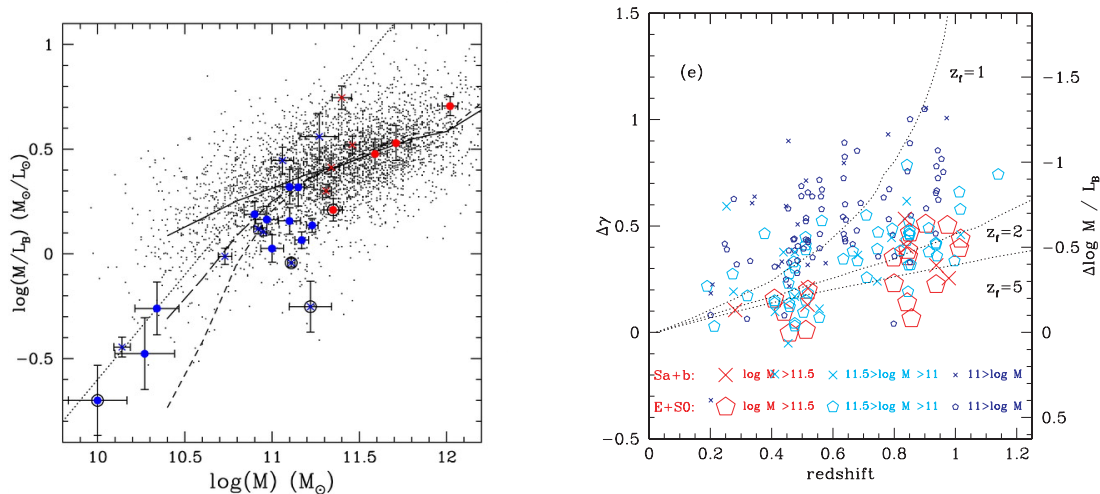 1
0.5
0
−0.5
log(M/L_B) (M_⊙/L_⊙)
10
10.5
11
11.5
12
log(M) (M_⊙)
1.5
1
0.5
0
−0.5
Δγ
(e)
z_f=1
z_f=2
z_f=5
−1.5
−1
−0.5
0
0.5
Δlog M / L_B
Sa+b: log M >11.5 11.5>log M >11 11>log M
E+S0: log M >11.5 11.5>log M >11 11>log M
0 0.2 0.4 0.6 0.8 1 1.2
redshift